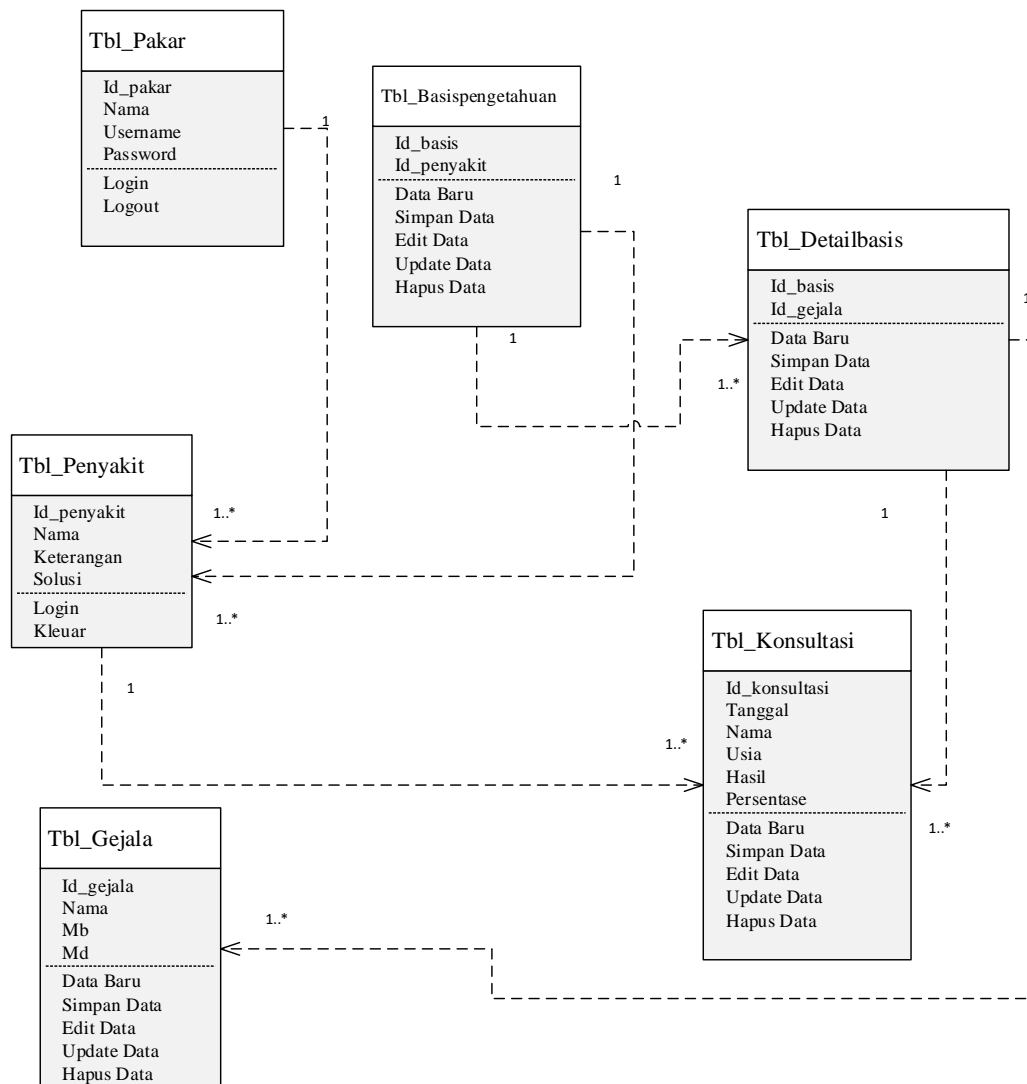 Tbl_Pakar
Id_pakar
Nama
Username
Password
Login
Logout
1
Tbl_Basispengetahuan
Id_basis
Id_penyakit
Data Baru
Simpan Data
Edit Data
Update Data
Hapus Data
1
1
Tbl_Detailbasis
Id_basis
Id_gejala
Data Baru
Simpan Data
Edit Data
Update Data
Hapus Data
1
1..*
1
Tbl_Penyakit
Id_penyakit
Nama
Keterangan
Solusi
Login
Kleuar
1..*
1..*
1
Tbl_Konsultasi
Id_konsultasi
Tanggal
Nama
Usia
Hasil
Persentase
Data Baru
Simpan Data
Edit Data
Update Data
Hapus Data
1..*
1..*
Tbl_Gejala
Id_gejala
Nama
Mb
Md
Data Baru
Simpan Data
Edit Data
Update Data
Hapus Data
1..*